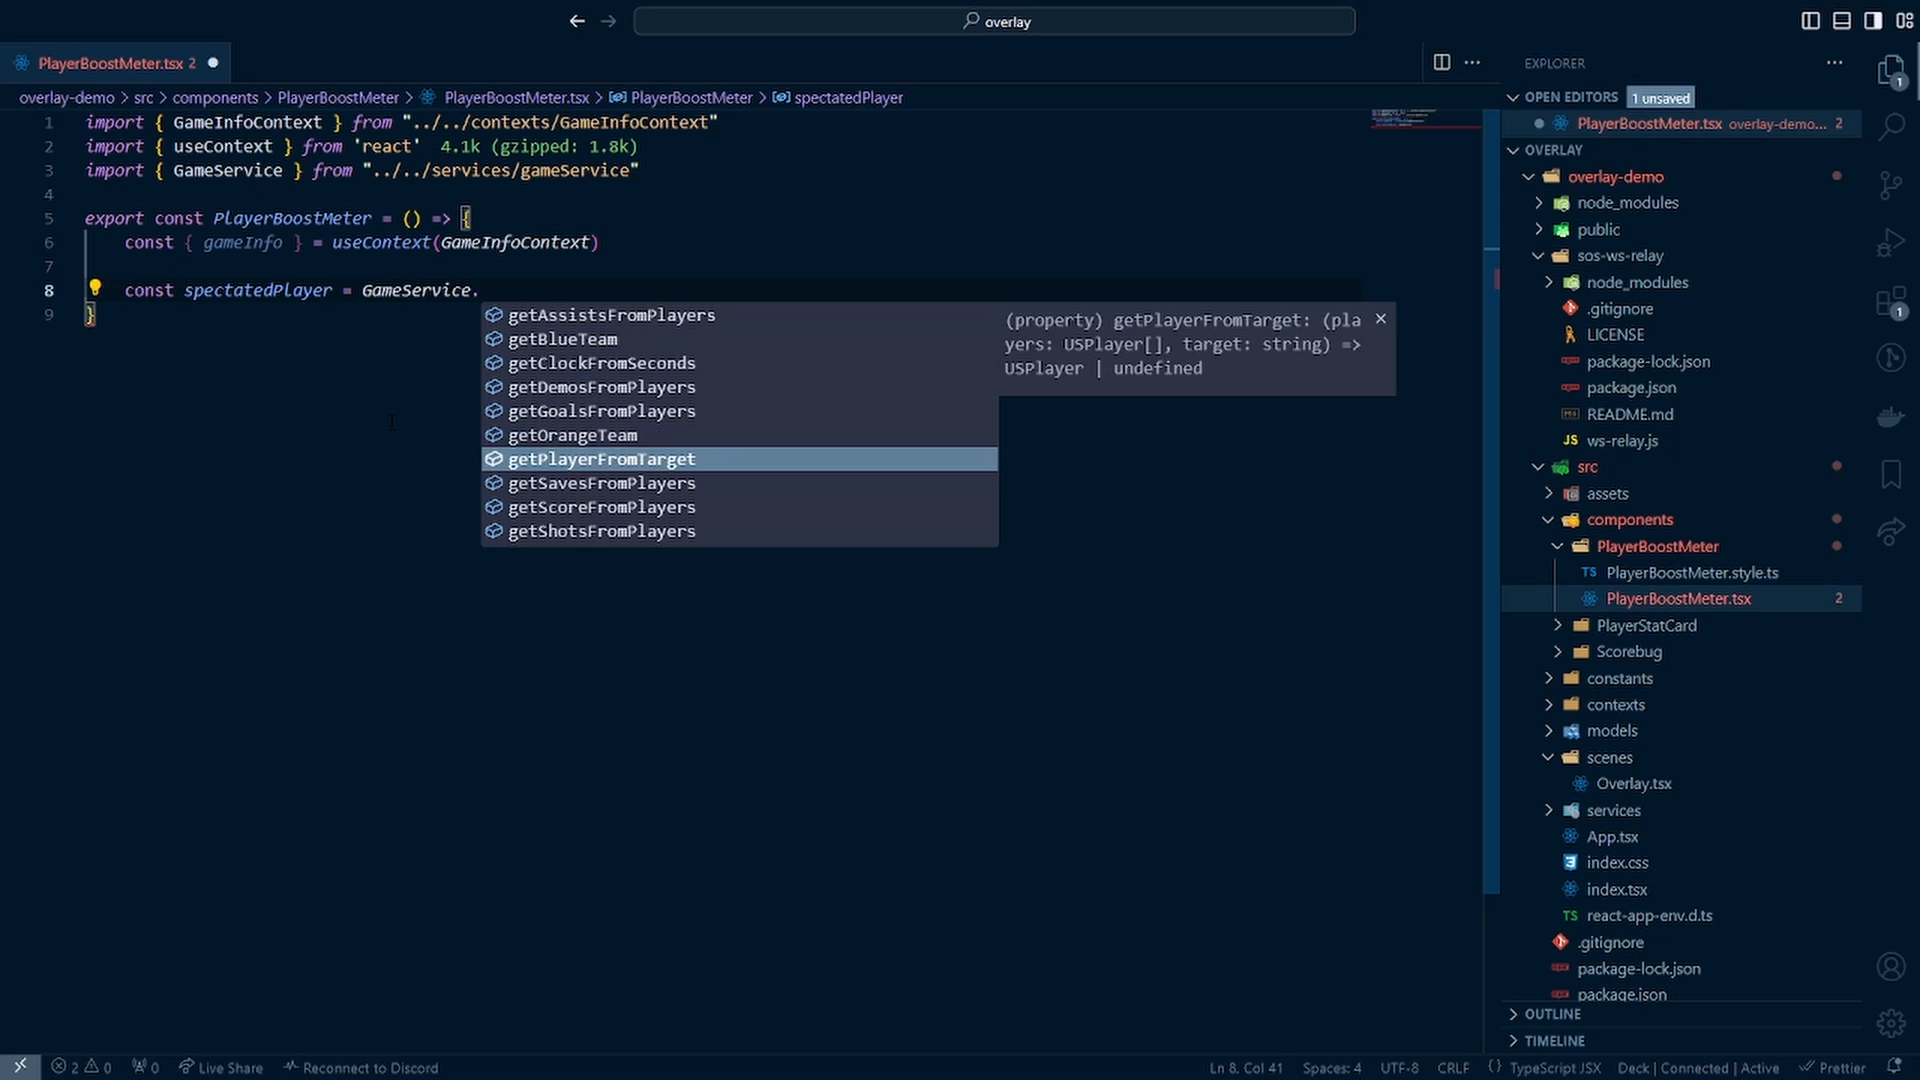 overlay
PlayerBoostMeter.tsx 2
overlay-demo > src > components > PlayerBoostMeter > PlayerBoostMeter.tsx > PlayerBoostMeter > spectatedPlayer
1 import { GameInfoContext } from "../../contexts/GameInfoContext"
2 import { useContext } from 'react' 4.1k (gzipped: 1.8k)
3 import { GameService } from "../../services/gameService"
4
5 export const PlayerBoostMeter = () => {
6 const { gameInfo } = useContext(GameInfoContext)
7
8 const spectatedPlayer = GameService.
9 }
getAssistsFromPlayers
getBlueTeam
getClockFromSeconds
getDemosFromPlayers
getGoalsFromPlayers
getOrangeTeam
getPlayerFromTarget
getSavesFromPlayers
getScoreFromPlayers
getShotsFromPlayers
(property) getPlayerFromTarget: (pla
yers: USPlayer[], target: string) =>
USPlayer | undefined
EXPLORER
OPEN EDITORS 1 unsaved
PlayerBoostMeter.tsx overlay-demo... 2
OVERLAY
overlay-demo
node_modules
public
sos-ws-relay
node_modules
.gitignore
LICENSE
package-lock.json
package.json
README.md
JS ws-relay.js
src
assets
components
PlayerBoostMeter
TS PlayerBoostMeter.style.ts
PlayerBoostMeter.tsx 2
PlayerStatCard
Scorebug
constants
contexts
models
scenes
Overlay.tsx
services
App.tsx
index.css
index.tsx
TS react-app-env.d.ts
.gitignore
package-lock.json
package.json
OUTLINE
TIMELINE
1
1
2 0 0 Live Share Reconnect to Discord
Ln 8, Col 41 Spaces: 4 UTF-8 CRLF {} TypeScript JSX Deck | Connected | Active Prettier